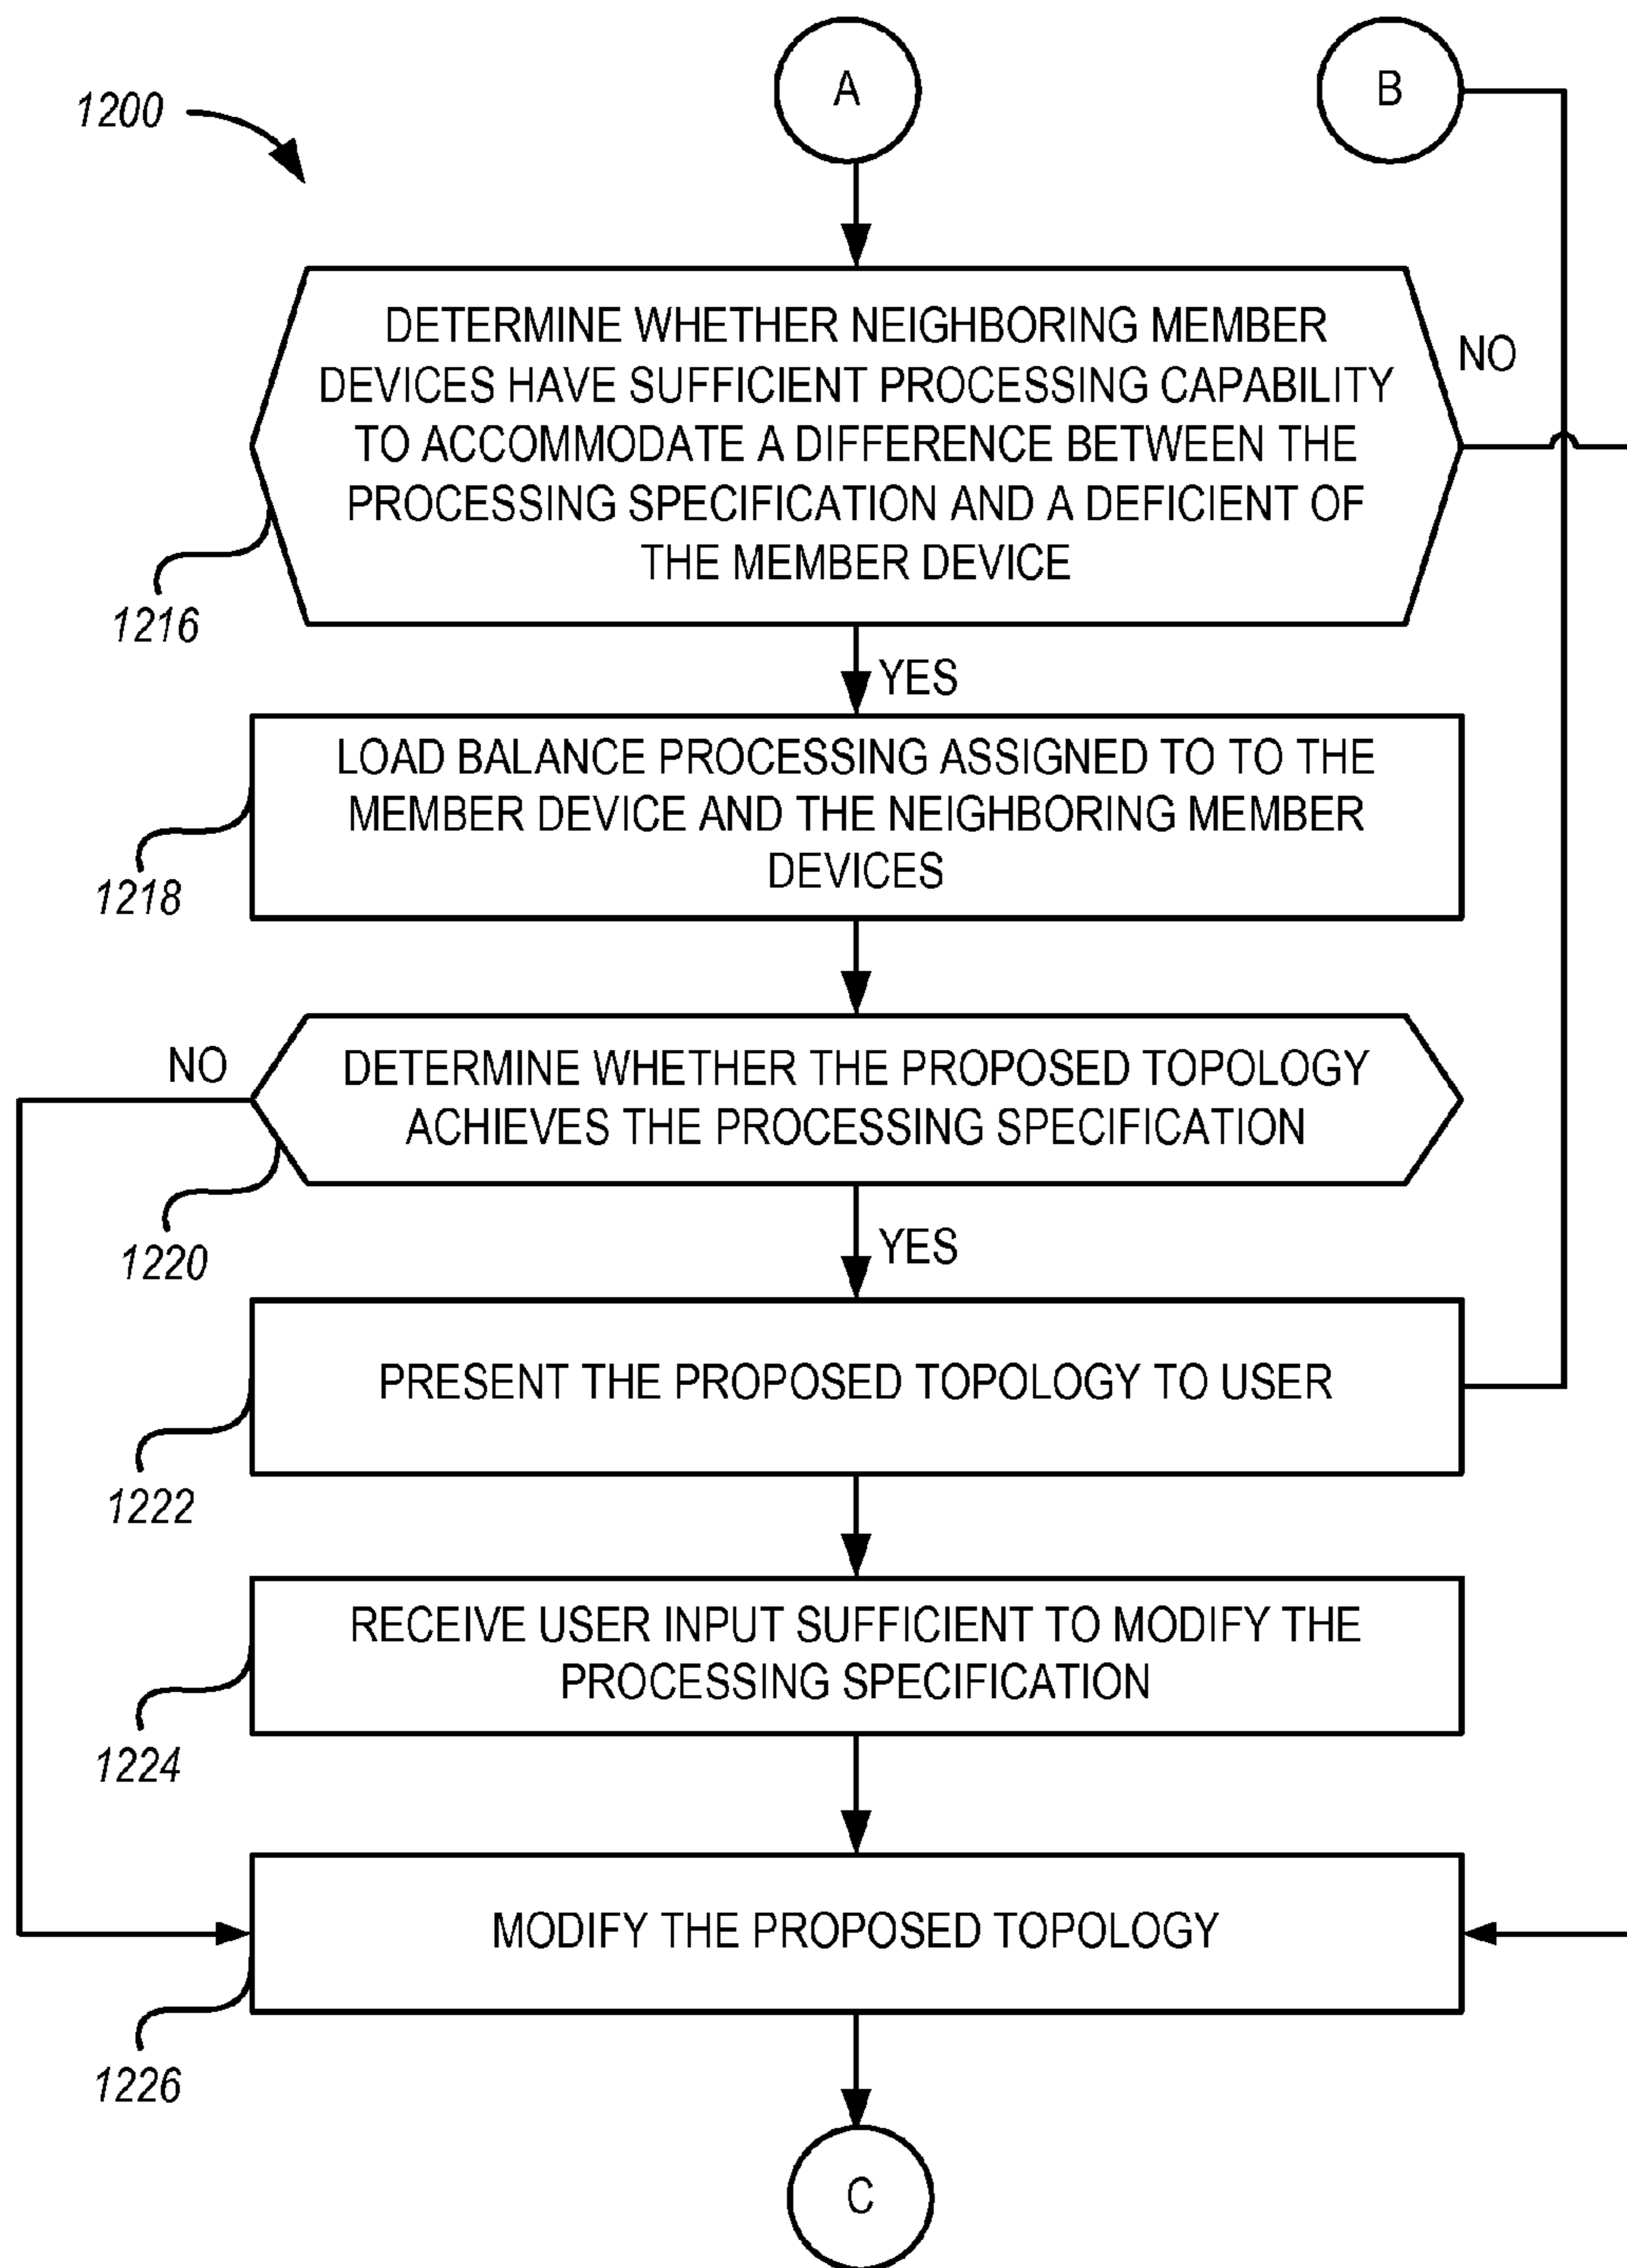 A
B
1200
DETERMINE WHETHER NEIGHBORING MEMBER
DEVICES HAVE SUFFICIENT PROCESSING CAPABILITY
TO ACCOMMODATE A DIFFERENCE BETWEEN THE
PROCESSING SPECIFICATION AND A DEFICIENT OF
THE MEMBER DEVICE
NO
1216
YES
LOAD BALANCE PROCESSING ASSIGNED TO TO THE
MEMBER DEVICE AND THE NEIGHBORING MEMBER
DEVICES
1218
NO
DETERMINE WHETHER THE PROPOSED TOPOLOGY
ACHIEVES THE PROCESSING SPECIFICATION
1220
YES
PRESENT THE PROPOSED TOPOLOGY TO USER
1222
RECEIVE USER INPUT SUFFICIENT TO MODIFY THE
PROCESSING SPECIFICATION
1224
MODIFY THE PROPOSED TOPOLOGY
1226
C